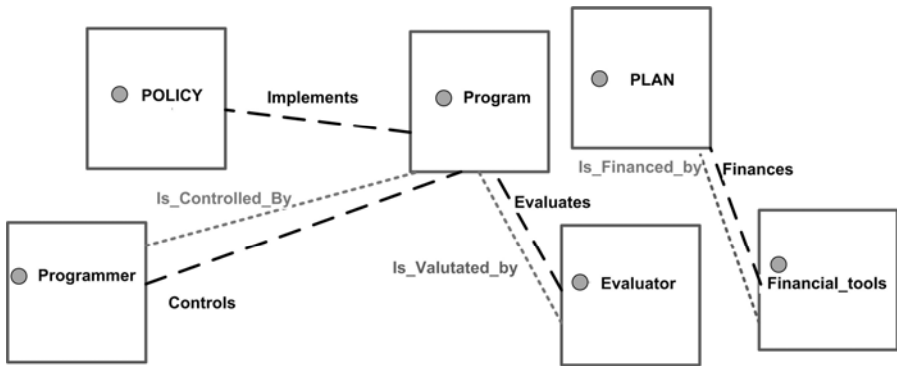 POLICY
Implements
Program
PLAN
Is_Controlled_By
Is_Financed_by
Finances
Evaluates
Programmer
Controls
Is_Valutated_by
Evaluator
Financial_tools